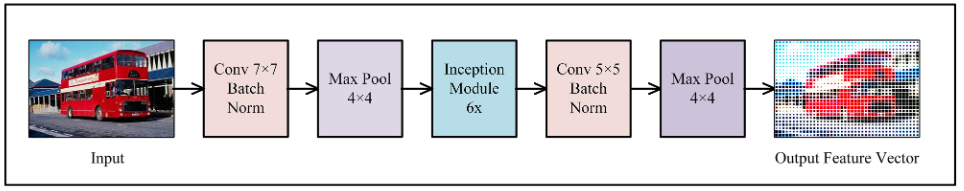 Conv 7×7
Batch
Norm
Max Pool
4×4
Inception
Module
6x
Conv 5×5
Batch
Norm
Max Pool
4×4
Input
Output Feature Vector